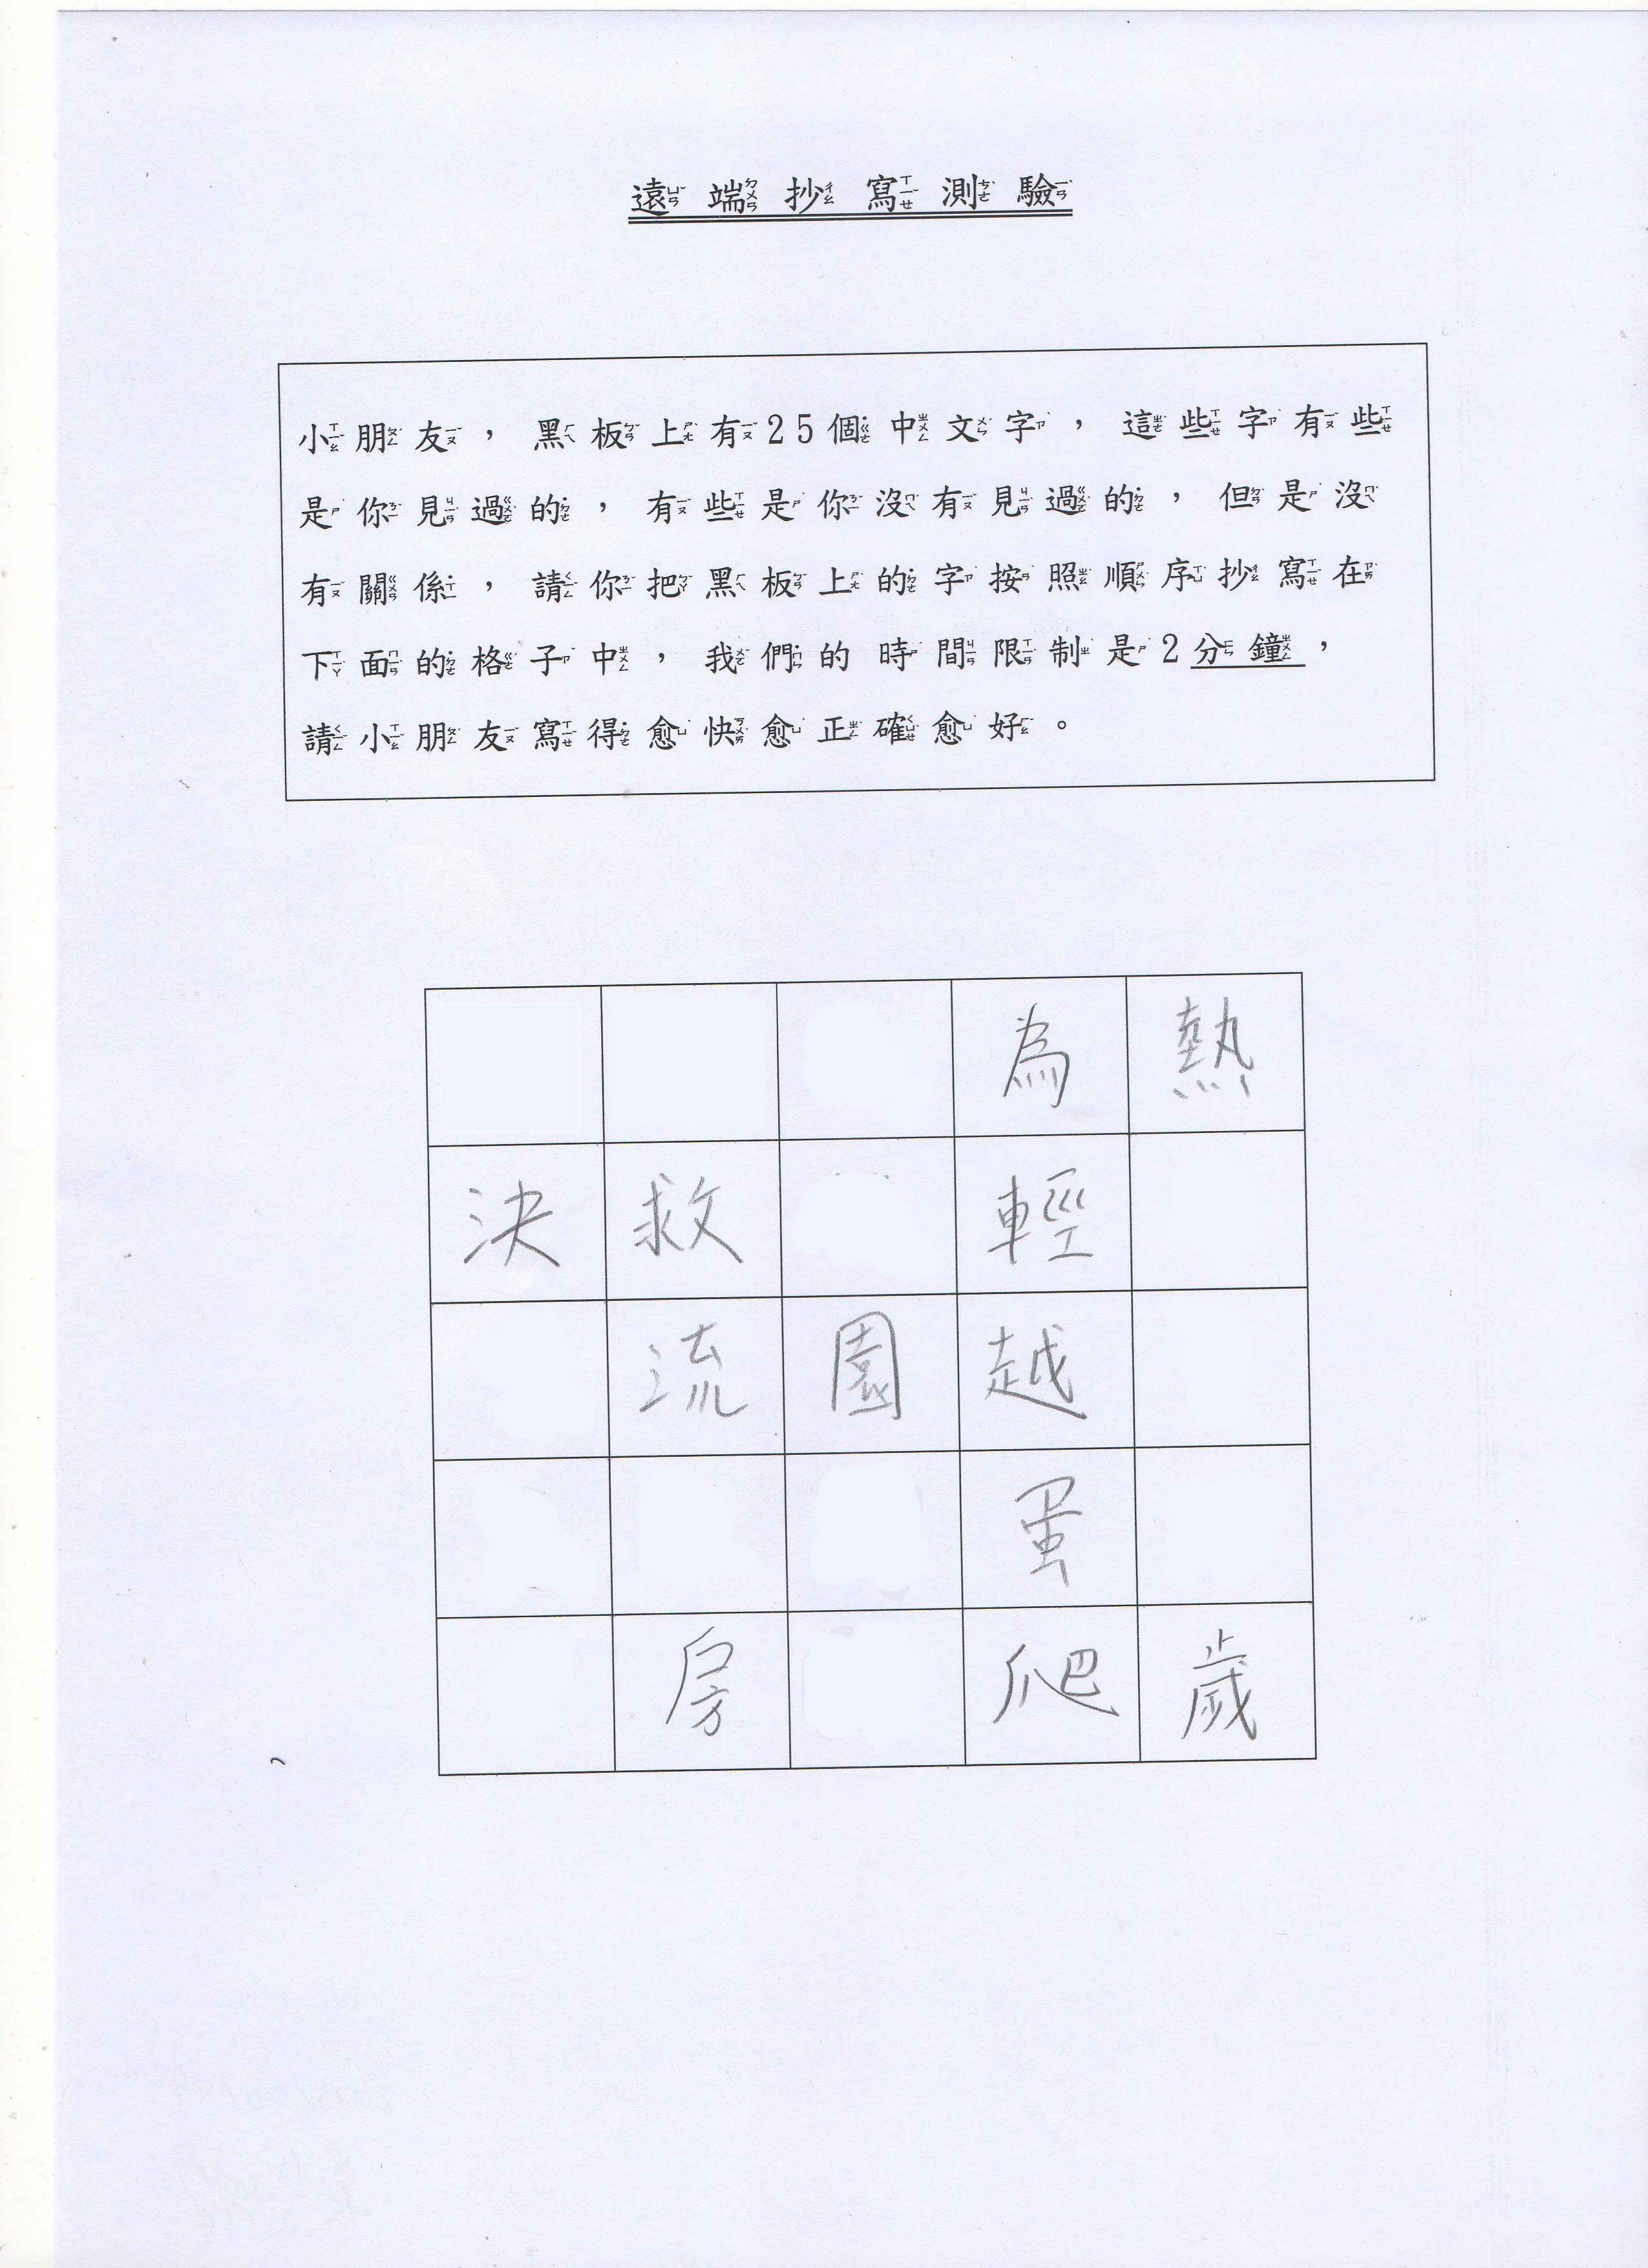 遠端抄寫測驗
小朋友，黑板上有25個中文字，這些字有些
是你見過的，有些是你沒有見過的，但是沒
有關係，請你把黑板上的字按照順序抄寫在
下面的格子中，我們的時間限制是2分鐘，
請小朋友寫得愈快愈正確愈好。
為 熱
決 救 輕
流 園 越
蛋
房 爬 歲